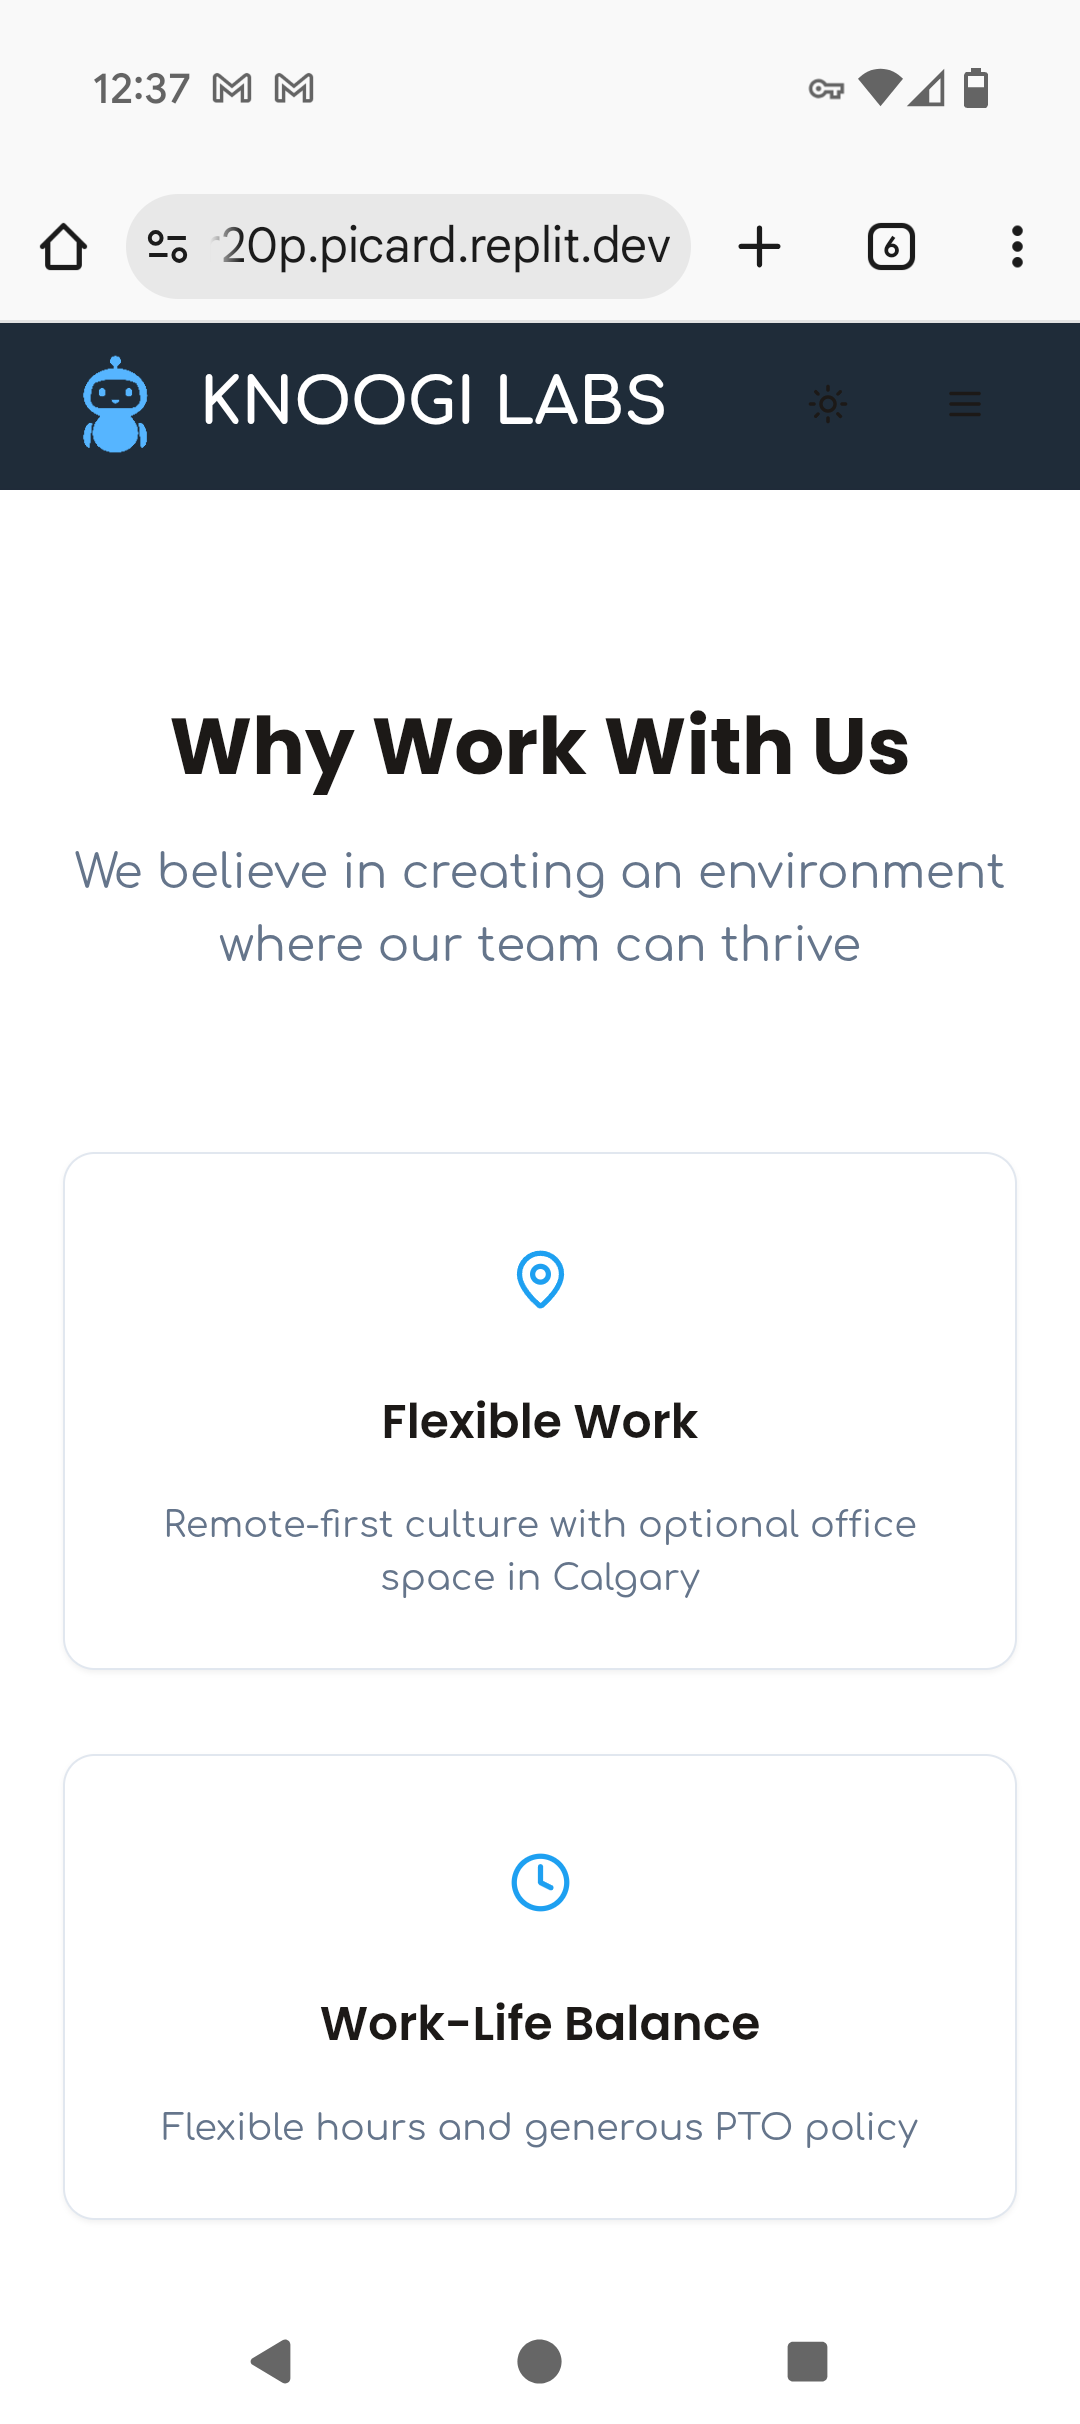 12:37
20p.picard.replit.dev
6
KNOOGI LABS
Why Work With Us
We believe in creating an environment
where our team can thrive
Flexible Work
Remote-first culture with optional office
space in Calgary
Work-Life Balance
Flexible hours and generous PTO policy